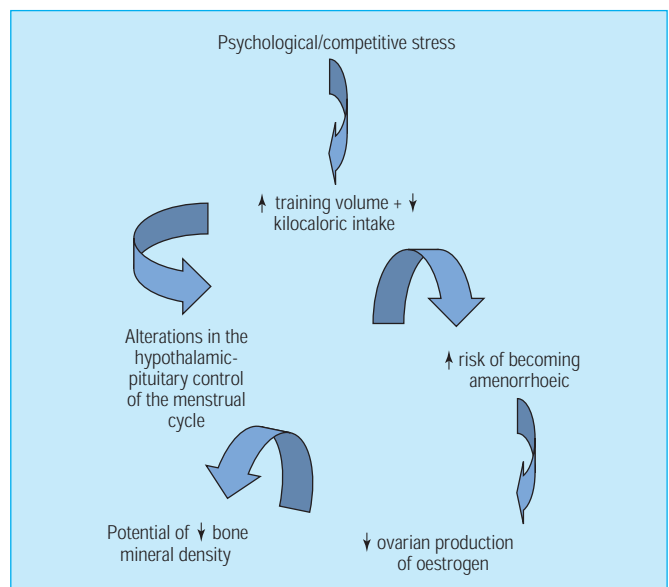 Psychological/competitive stress
↑ training volume + ↓
kilocaloric intake
Alterations in the
hypothalamic-
pituitary control
of the menstrual
cycle
↑ risk of becoming
amenorrhoeic
Potential of ↓ bone
mineral density
↓ ovarian production
of oestrogen